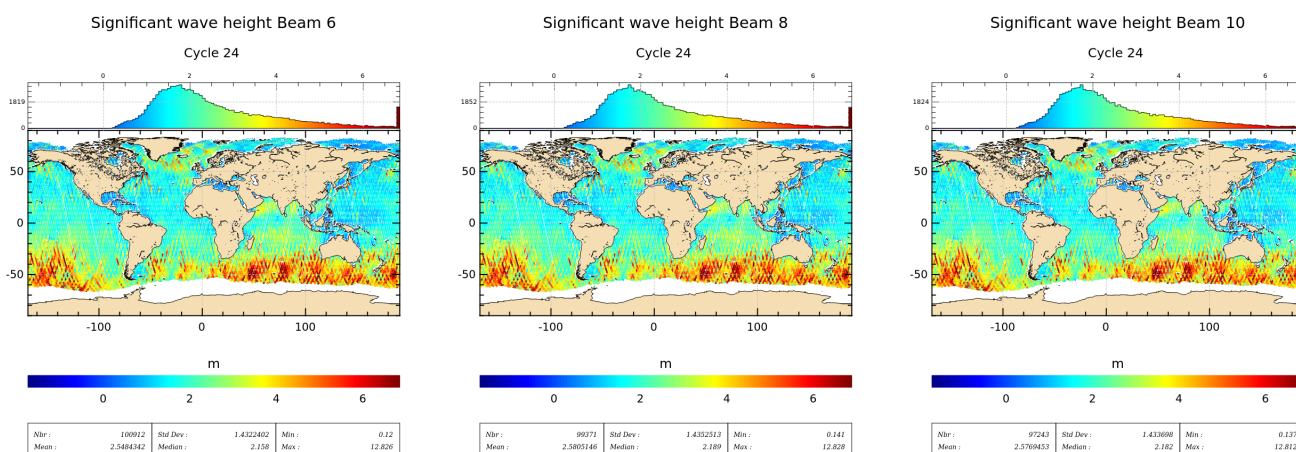 Significant wave height Beam 6
Cycle 24
0 2 4 6
1819
0
50
0
-50
-100 0 100
m
0 2 4 6
Nbr : 100912 Std Dev : 1.4322402 Min : 0.12
Mean : 2.5484342 Median : 2.158 Max : 12.826
Significant wave height Beam 8
Cycle 24
0 2 4 6
1852
0
50
0
-50
-100 0 100
m
0 2 4 6
Nbr : 99371 Std Dev : 1.4352513 Min : 0.141
Mean : 2.5805146 Median : 2.189 Max : 12.828
Significant wave height Beam 10
Cycle 24
0 2 4 6
1824
0
50
0
-50
-100 0 100
m
0 2 4 6
Nbr : 97243 Std Dev : 1.433698 Min : 0.137
Mean : 2.5769453 Median : 2.182 Max : 12.812